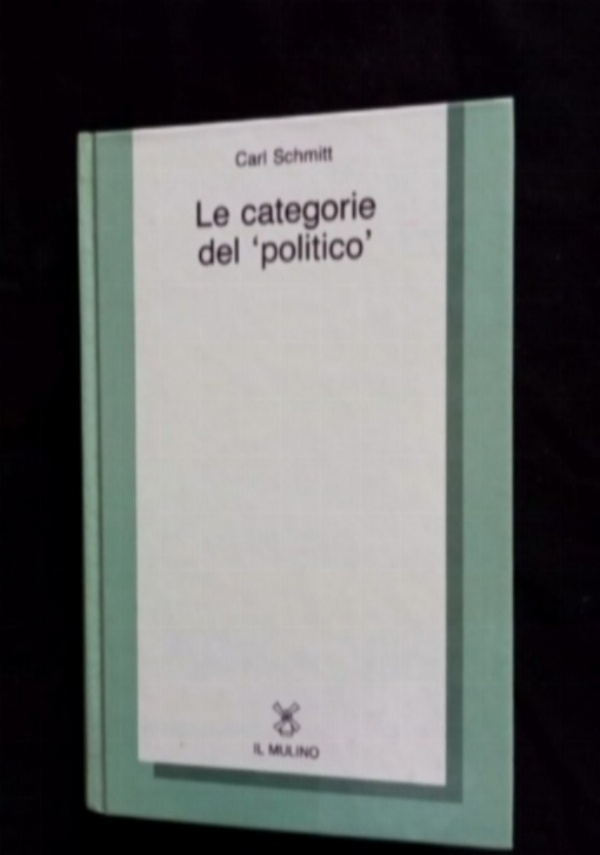 Carl Schmitt
Le categorie
del ‘politico’
IL MULINO